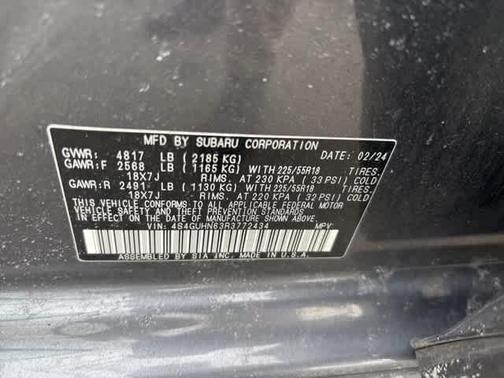 MFD BY SUBARU CORPORATION
GVWR: 4817 LB (2185 KG) DATE: 02/24
GAWR:F 2568 LB (1165 KG) WITH 225/55R18 TIRES,
18X7J RIMS, AT 230 KPA (33 PSI) COLD
GAWR:R 2491 LB (1130 KG) WITH 225/55R18 TIRES,
18X7J RIMS, AT 220 KPA (32 PSI) COLD
THIS VEHICLE CONFORMS TO ALL APPLICABLE FEDERAL MOTOR
VEHICLE SAFETY, BUMPER, AND THEFT PREVENTION STANDARDS
IN EFFECT ON THE DATE OF MANUFACTURE SHOWN ABOVE.
VIN: 4S4GUHN63R3772434 MPV
ASSEMBLED BY SIA INC. MADE IN U.S.A.